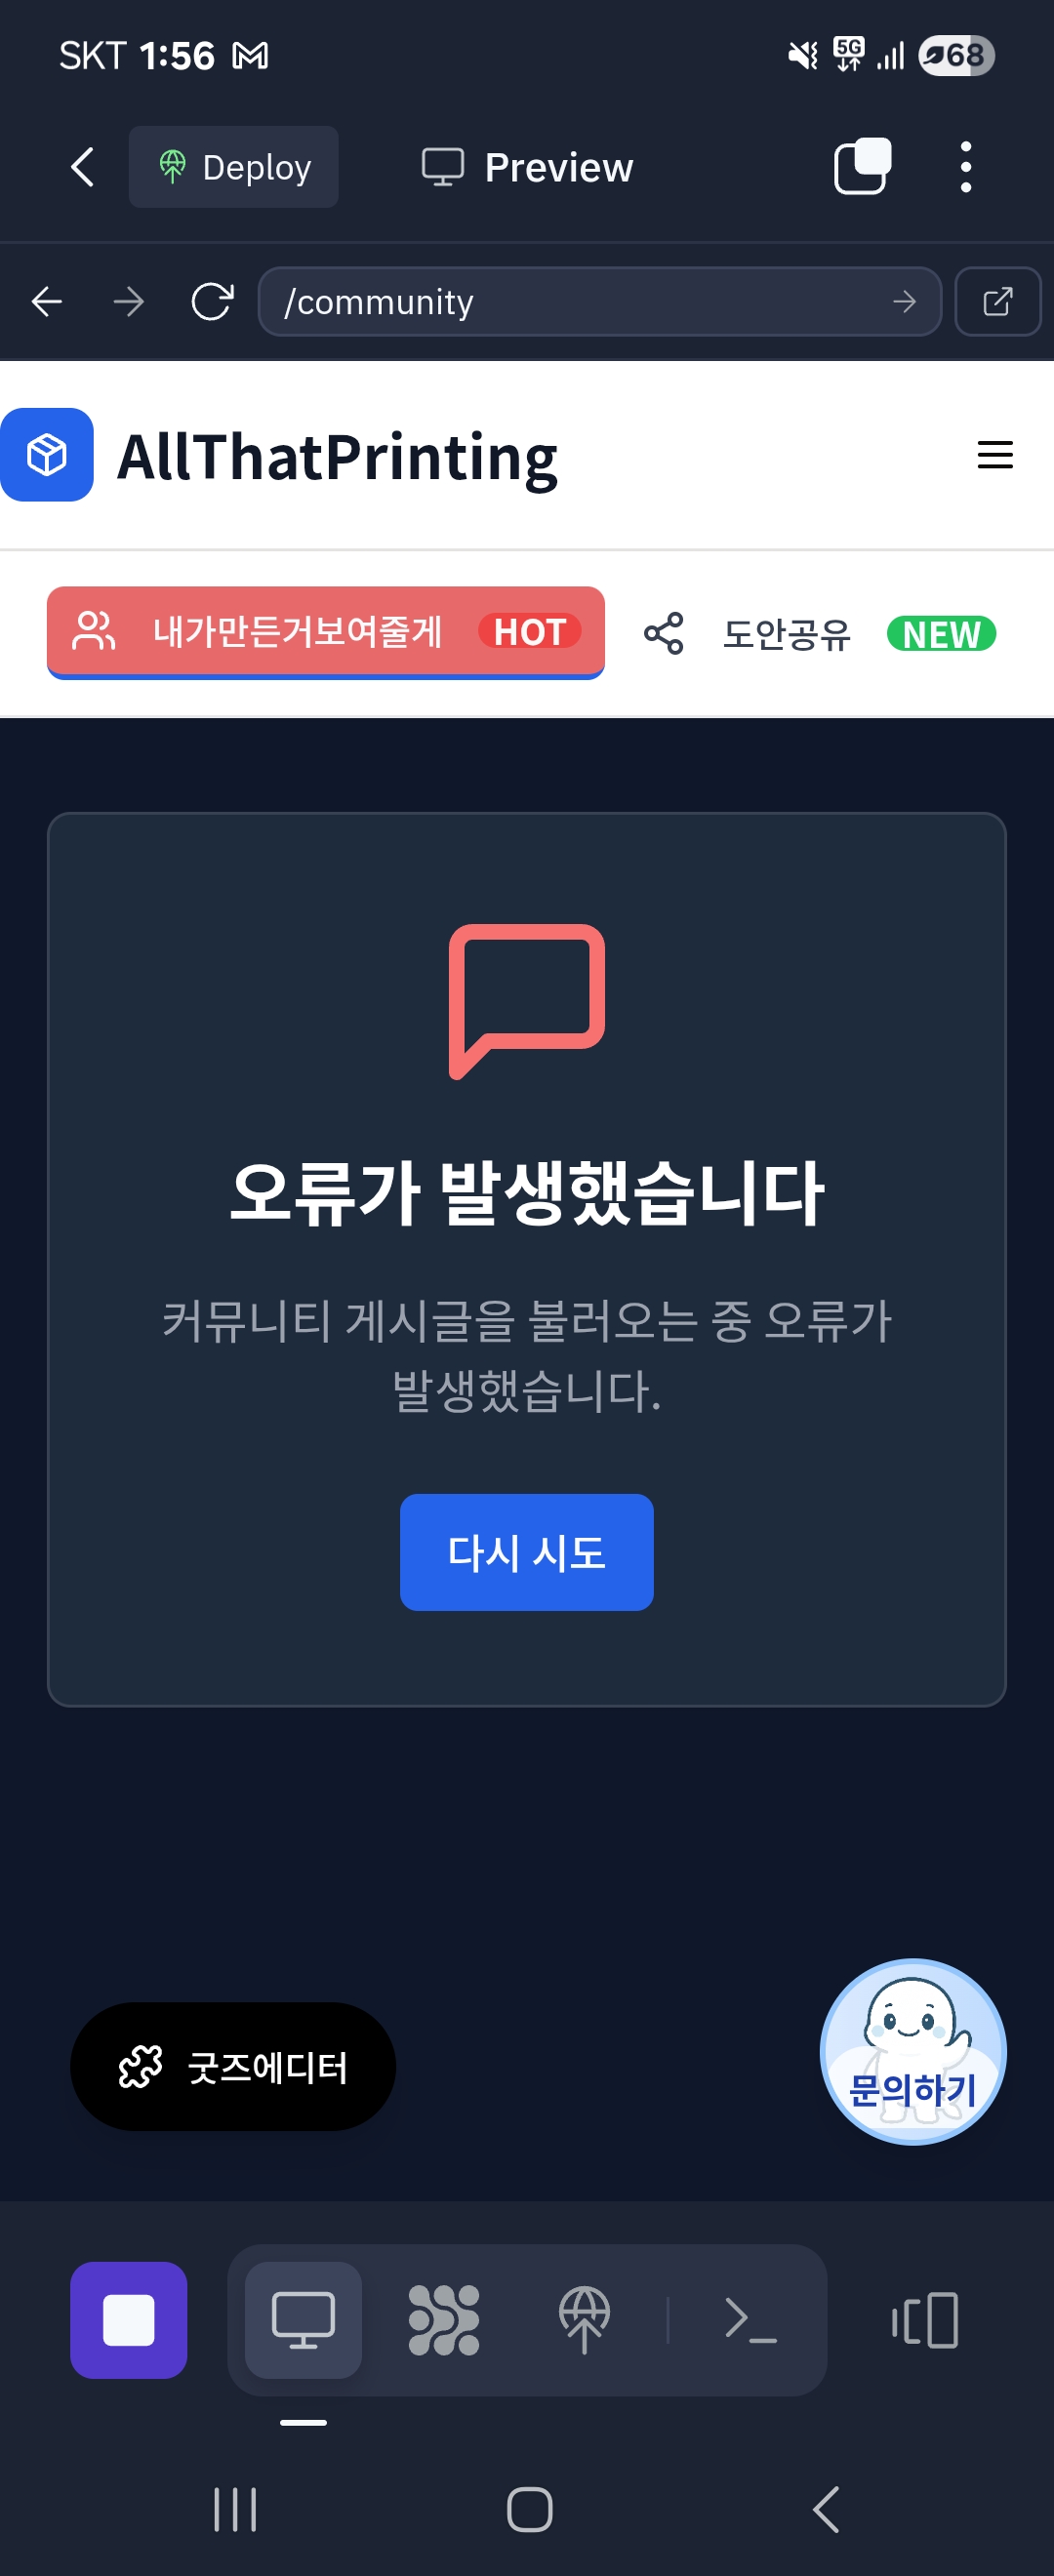 SKT 1:56
5G
68
Deploy
Preview
/community
AllThatPrinting
내가만든거보여줄게 HOT
도안공유 NEW
오류가 발생했습니다
커뮤니티 게시글을 불러오는 중 오류가
발생했습니다.
다시 시도
굿즈에디터
문의하기